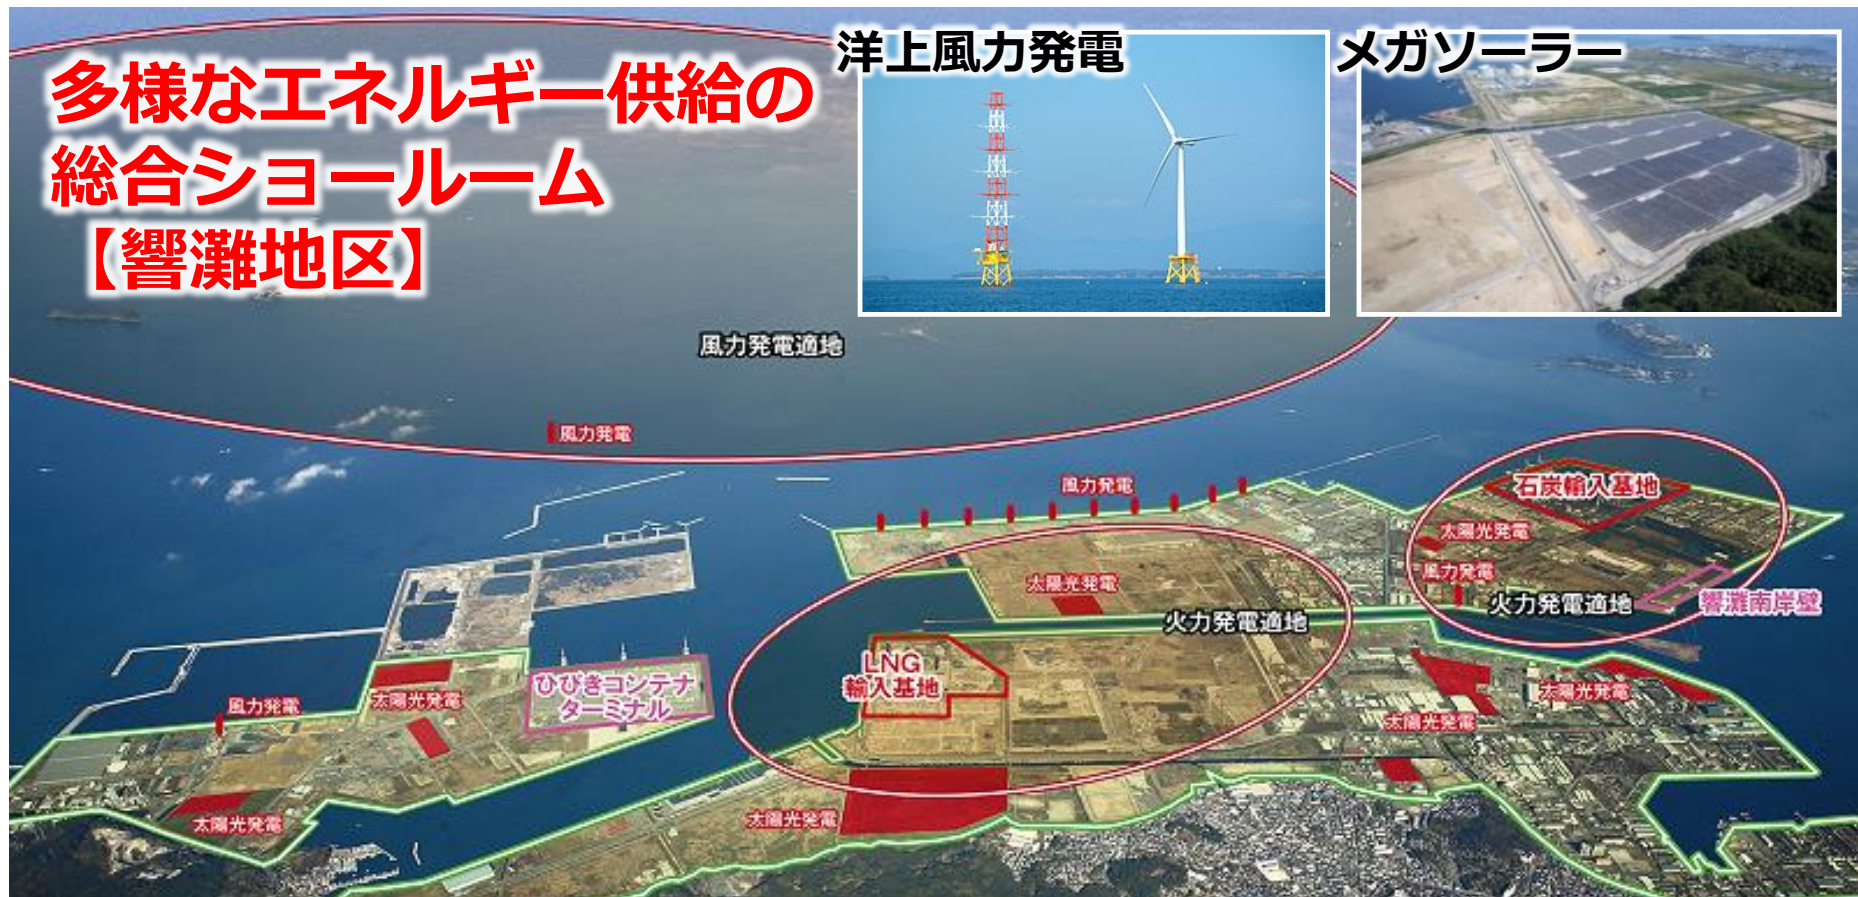 多様なエネルギー供給の
総合ショールーム
【響灘地区】
洋上風力発電
メガソーラー
風力発電適地
風力発電
風力発電
石炭輸入基地
太陽光発電
風力発電
火力発電適地
響灘南岸壁
太陽光発電
火力発電適地
LNG
輸入基地
ひびきコンテナ
ターミナル
太陽光発電
風力発電
太陽光発電
太陽光発電
太陽光発電
太陽光発電